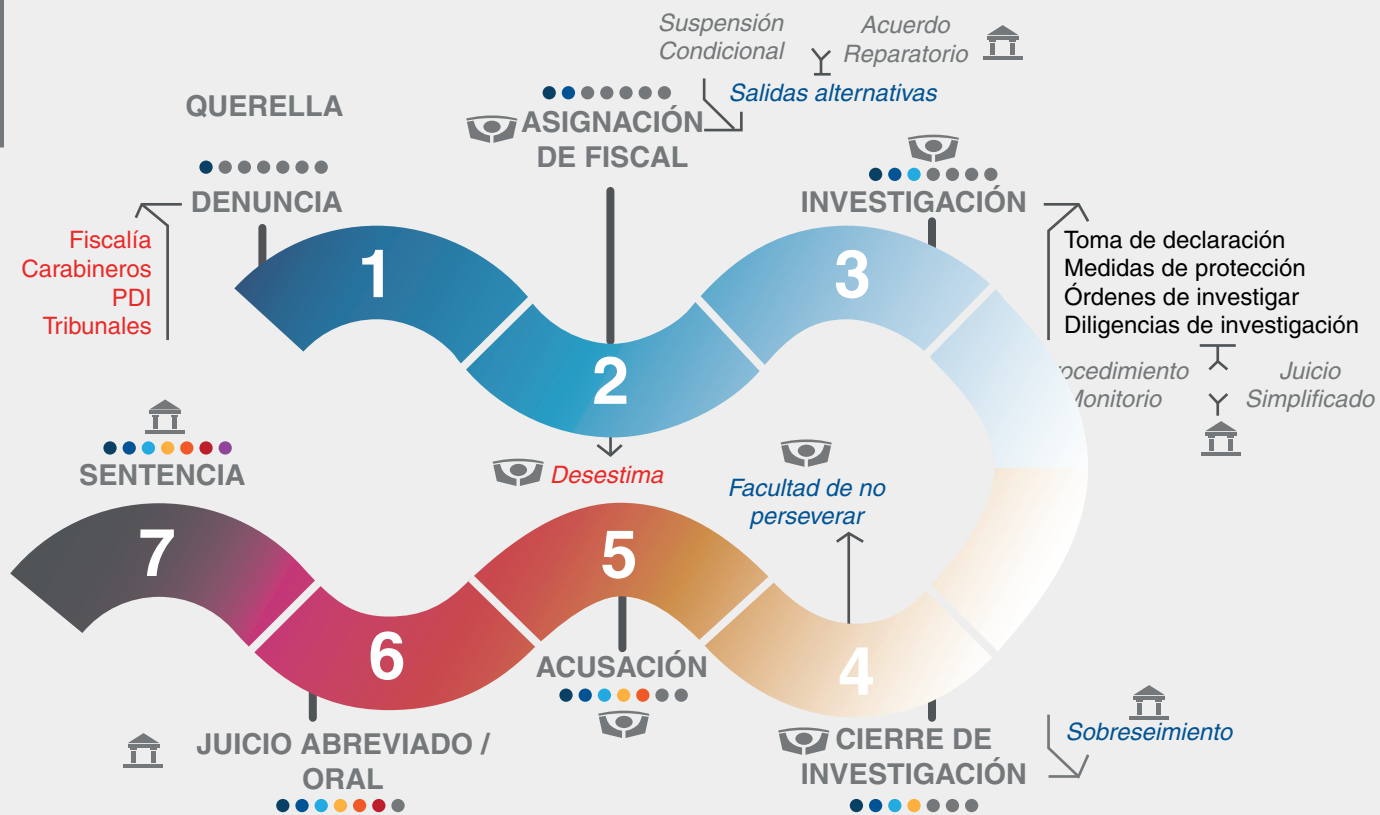 Suspensión
Condicional
Acuerdo
Reparatorio
Salidas alternativas
QUERELLA
DENUNCIA
Fiscalía
Carabineros
PDI
Tribunales
ASIGNACIÓN
DE FISCAL
INVESTIGACIÓN
Toma de declaración
Medidas de protección
Órdenes de investigar
Diligencias de investigación
ocedimiento
Monitorio
Juicio
Simplificado
1
2
3
Desestima
Facultad de no
perseverar
SENTENCIA
7
6
5
4
ACUSACIÓN
JUICIO ABREVIADO /
ORAL
CIERRE DE
INVESTIGACIÓN
Sobreseimiento